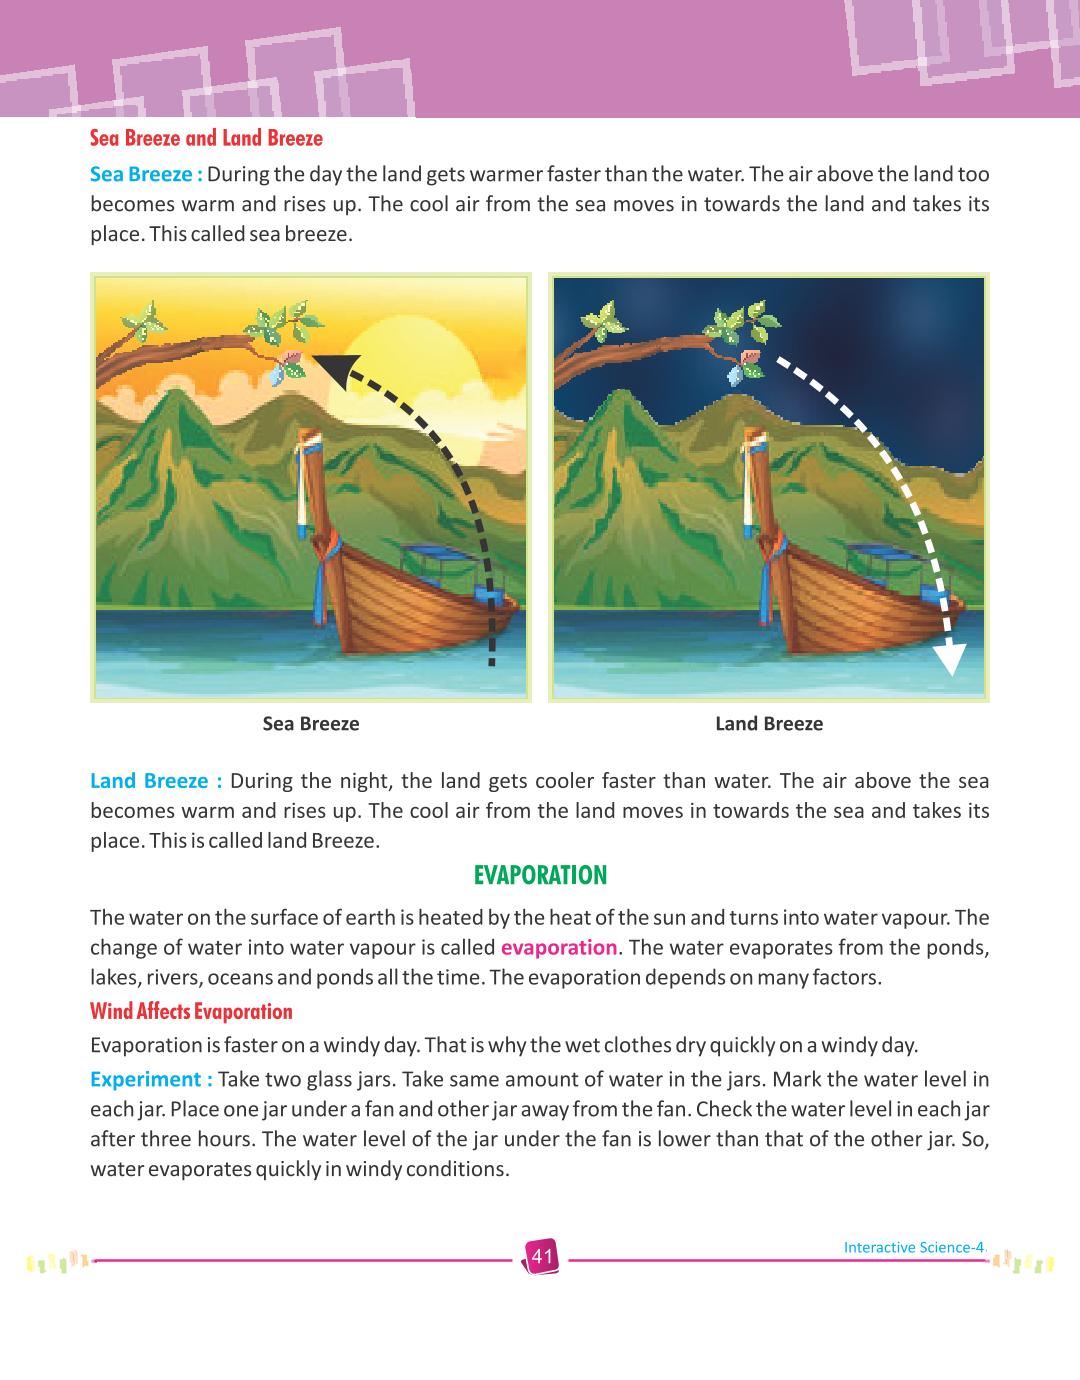 Sea Breeze and Land Breeze
Sea Breeze : During the day the land gets warmer faster than the water. The air above the land too
becomes warm and rises up. The cool air from the sea moves in towards the land and takes its
place. This called sea breeze.
Sea Breeze
Land Breeze
Land Breeze : During the night, the land gets cooler faster than water. The air above the sea
becomes warm and rises up. The cool air from the land moves in towards the sea and takes its
place. This is called land Breeze.
EVAPORATION
The water on the surface of earth is heated by the heat of the sun and turns into water vapour. The
change of water into water vapour is called evaporation. The water evaporates from the ponds,
lakes, rivers, oceans and ponds all the time. The evaporation depends on many factors.
Wind Affects Evaporation
Evaporation is faster on a windy day. That is why the wet clothes dry quickly on a windy day.
Experiment : Take two glass jars. Take same amount of water in the jars. Mark the water level in
each jar. Place one jar under a fan and other jar away from the fan. Check the water level in each jar
after three hours. The water level of the jar under the fan is lower than that of the other jar. So,
water evaporates quickly in windy conditions.
41
Interactive Science-4